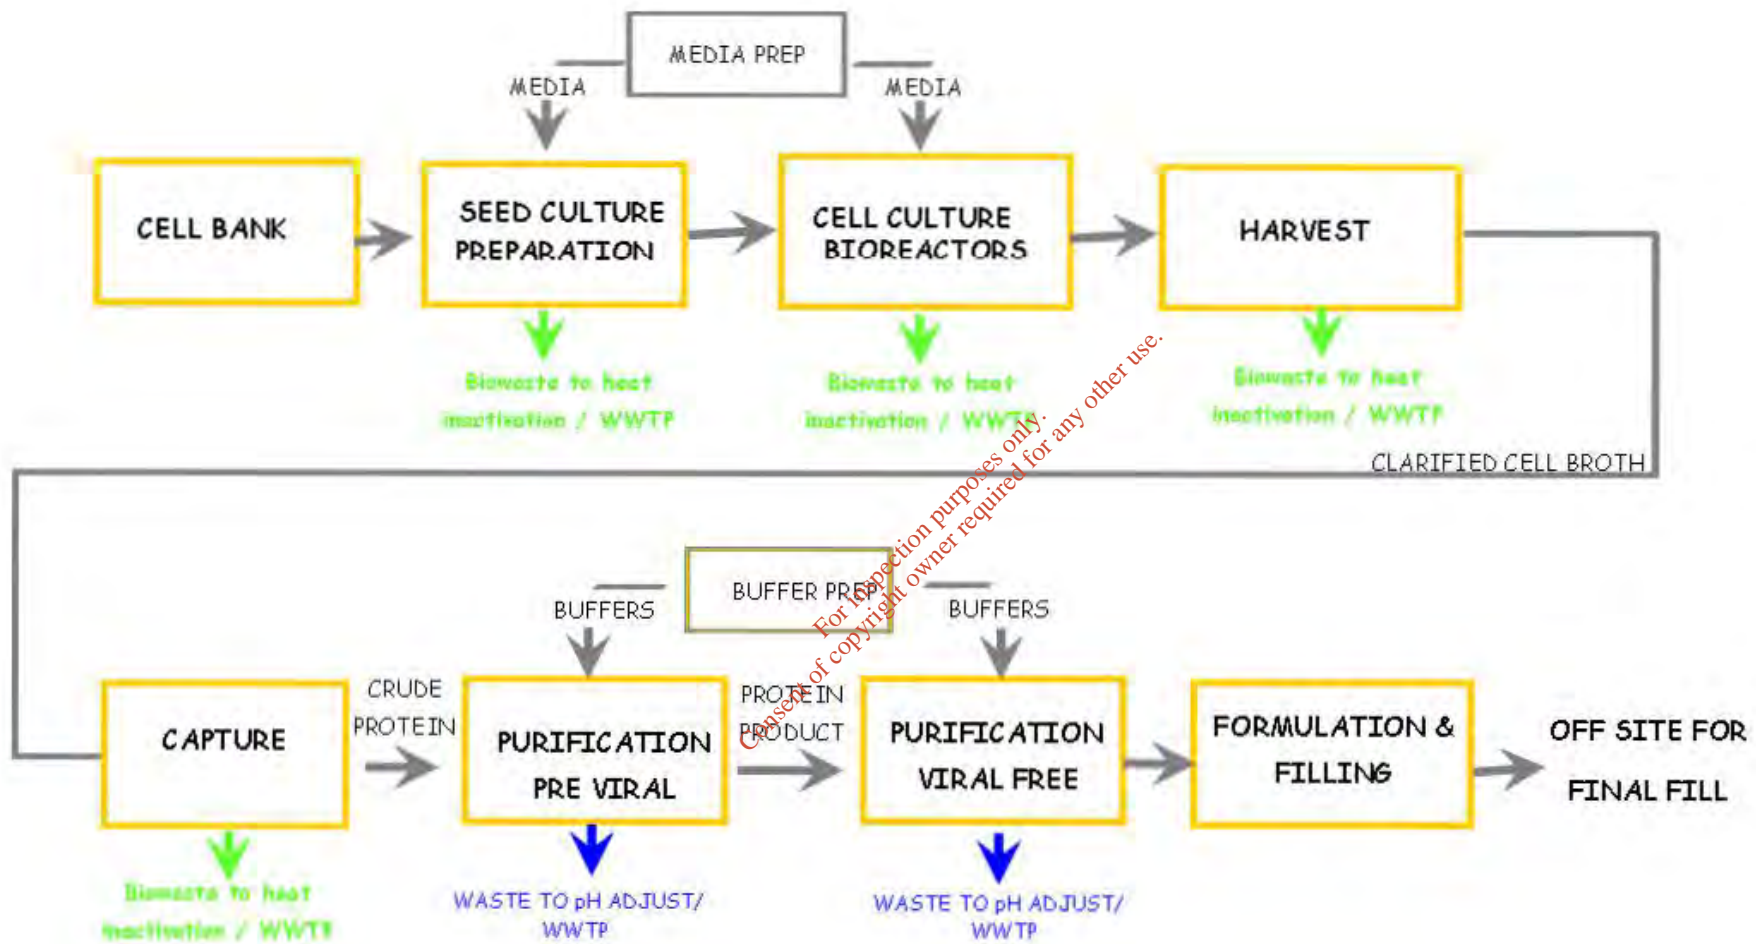 MEDIA PREP
MEDIA
MEDIA
CELL BANK
SEED CULTURE
PREPARATION
CELL CULTURE
BIOREACTORS
HARVEST
Biowaste to heat
inactivation / WWTP
Biowaste to heat
inactivation / WWTP
Biowaste to heat
inactivation / WWTP
CLARIFIED CELL BROTH
For inspection purposes only.
Consent of copyright owner required for any other use.
BUFFER PREP
BUFFERS
BUFFERS
CAPTURE
CRUDE
PROTEIN
PURIFICATION
PRE VIRAL
PROTEIN
PRODUCT
PURIFICATION
VIRAL FREE
FORMULATION &
FILLING
OFF SITE FOR
FINAL FILL
Biowaste to heat
inactivation / WWTP
WASTE TO pH ADJUST/
WWTP
WASTE TO pH ADJUST/
WWTP